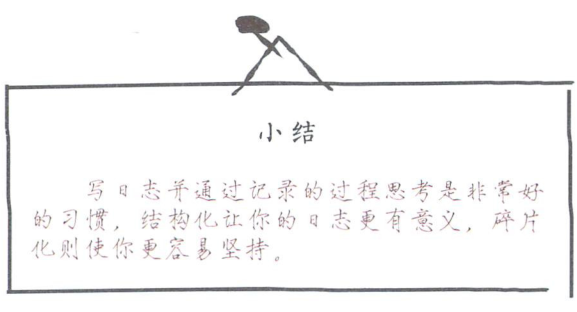 小结
写日志并通过记录的过程思考是非常好
的习惯，结构化让你的日志更有意义，碎片
化则使你更容易坚持。